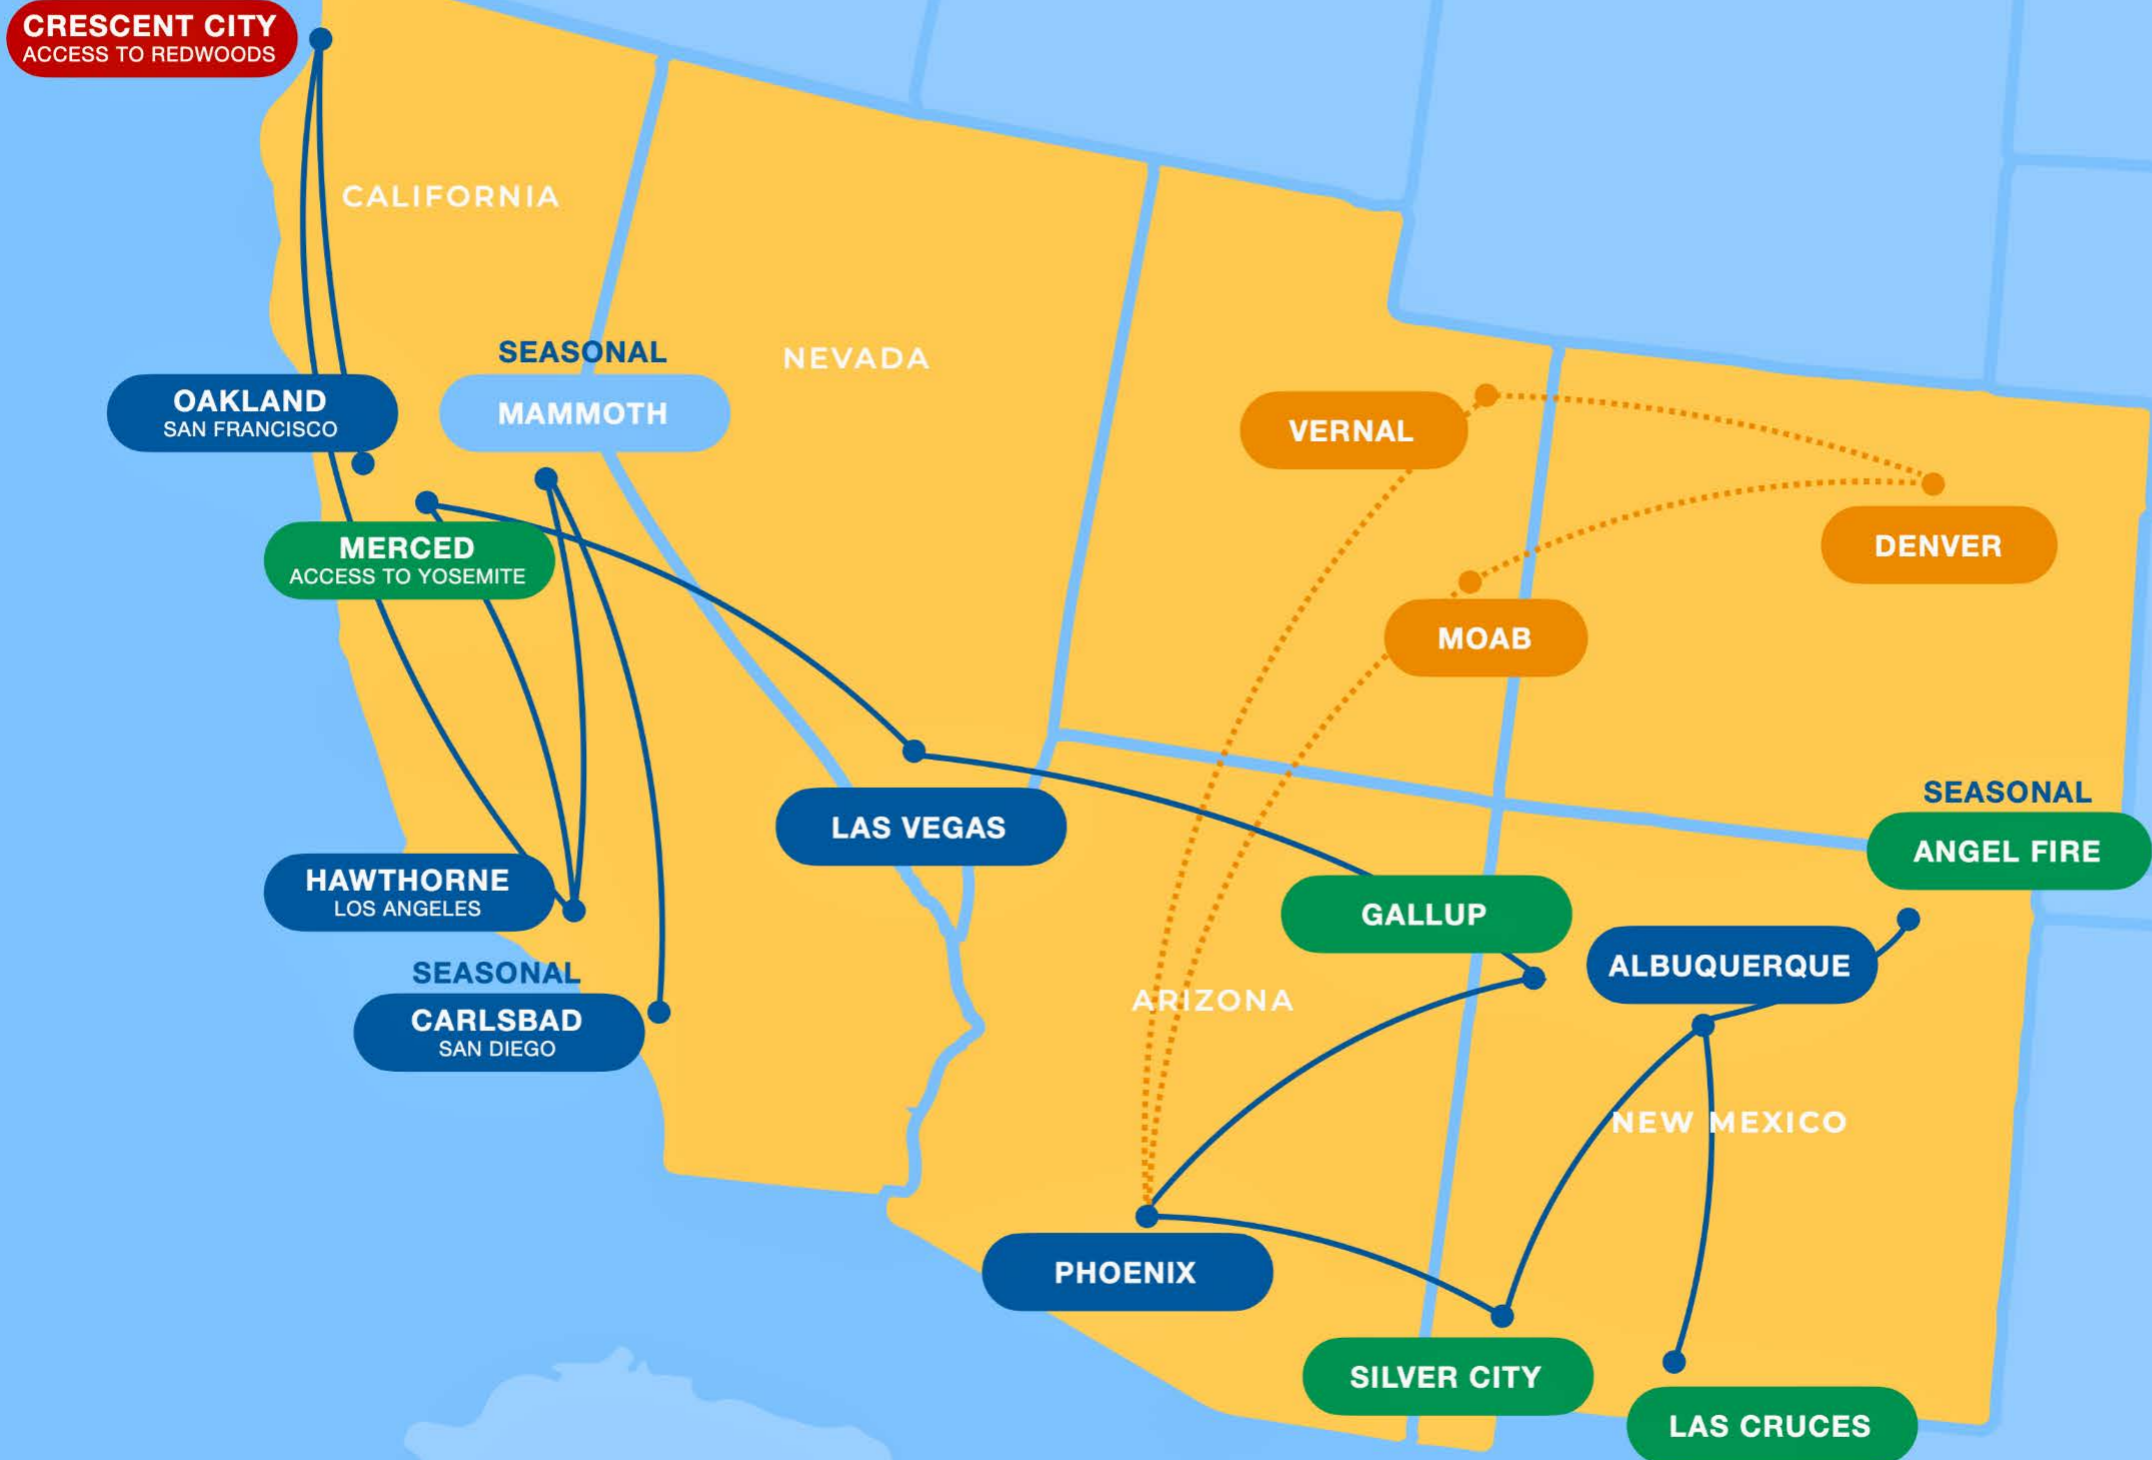 CRESCENT CITY
ACCESS TO REDWOODS
CALIFORNIA
SEASONAL
NEVADA
OAKLAND
SAN FRANCISCO
MAMMOTH
VERNAL
DENVER
MERCED
ACCESS TO YOSEMITE
MOAB
SEASONAL
ANGEL FIRE
LAS VEGAS
HAWTHORNE
LOS ANGELES
GALLUP
ALBUQUERQUE
SEASONAL
CARLSBAD
SAN DIEGO
ARIZONA
NEW MEXICO
PHOENIX
SILVER CITY
LAS CRUCES